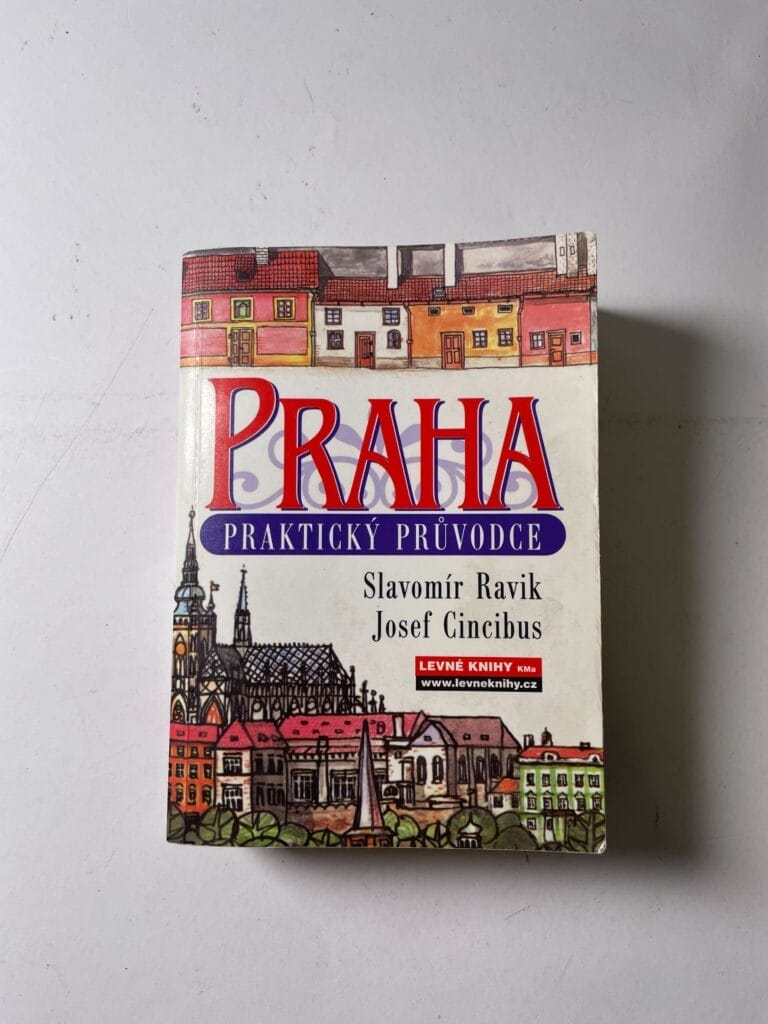 PRAHA
PRAKTICKÝ PRŮVODCE
Slavomír Ravik
Josef Cincibus
LEVNÉ KNIHY KMa
www.levneknihy.cz